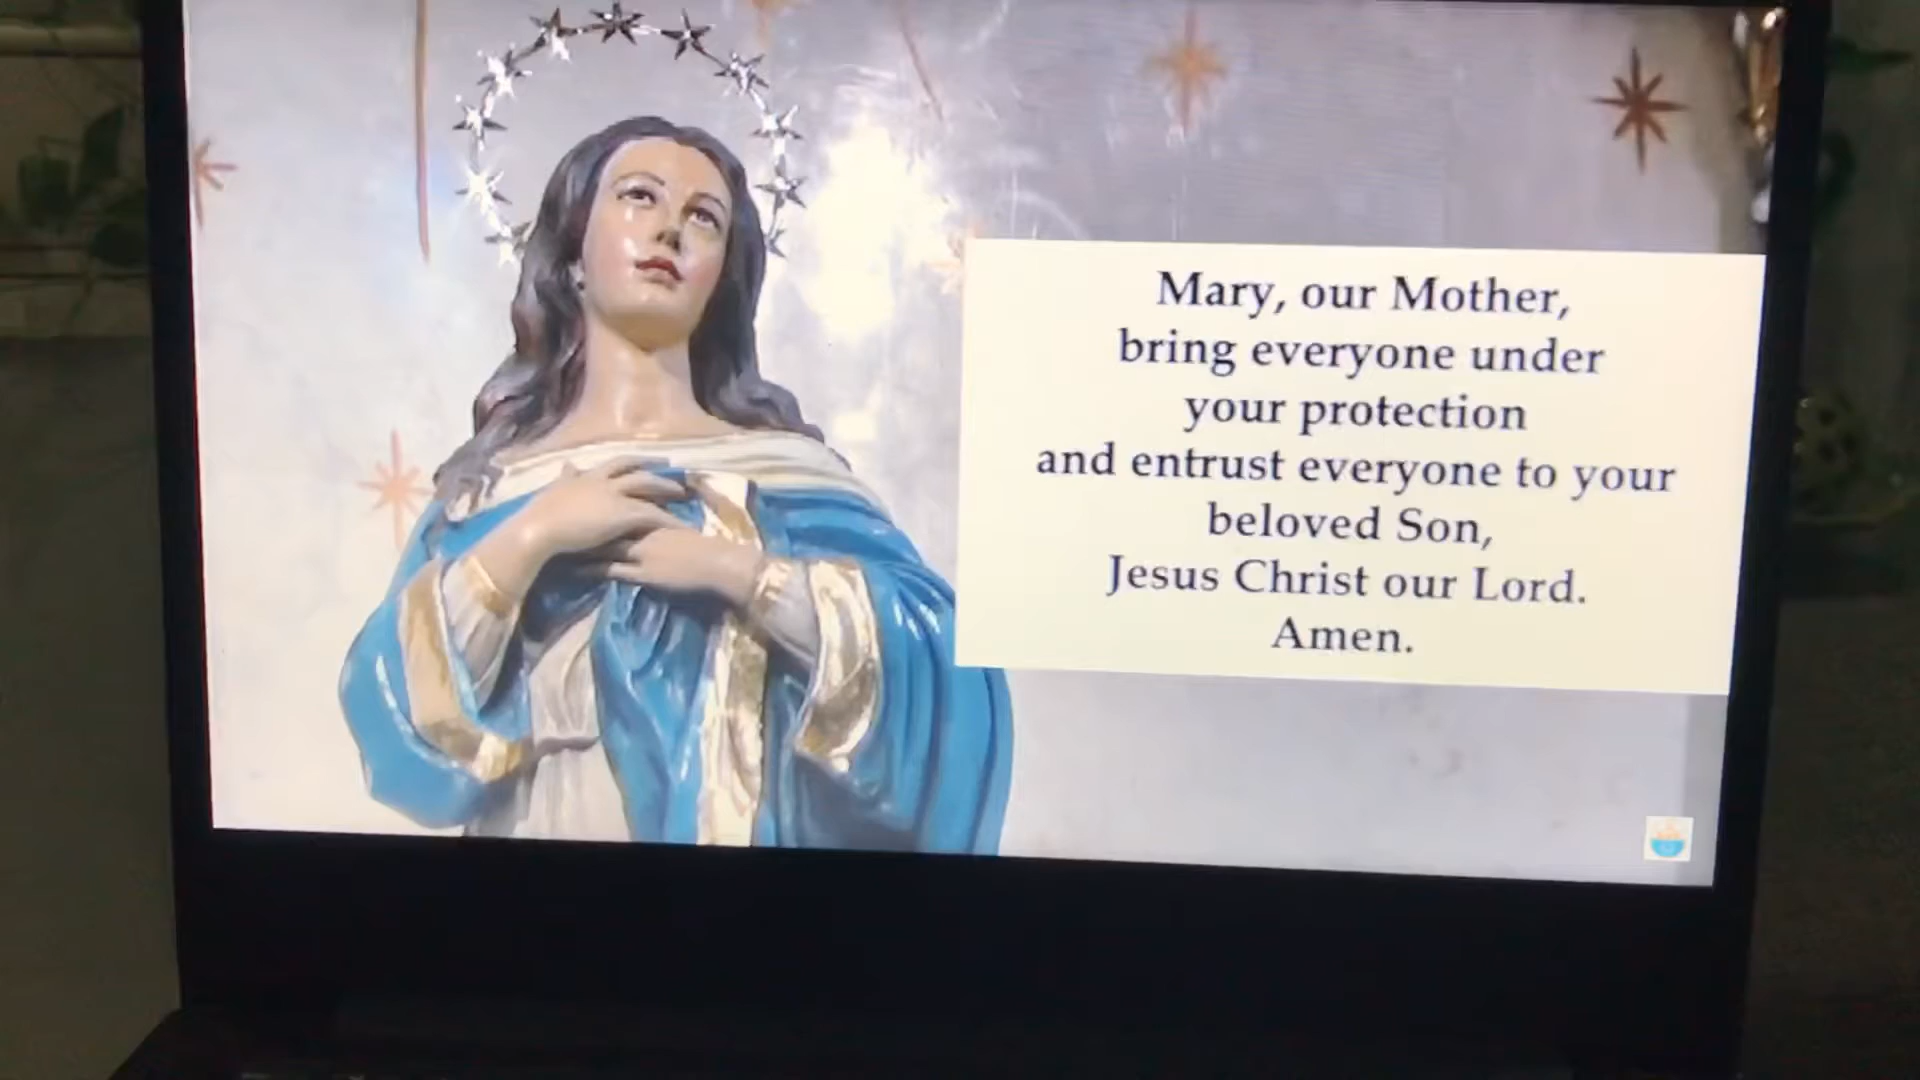 Mary, our Mother,
bring everyone under
your protection
and entrust everyone to your
beloved Son,
Jesus Christ our Lord.
Amen.